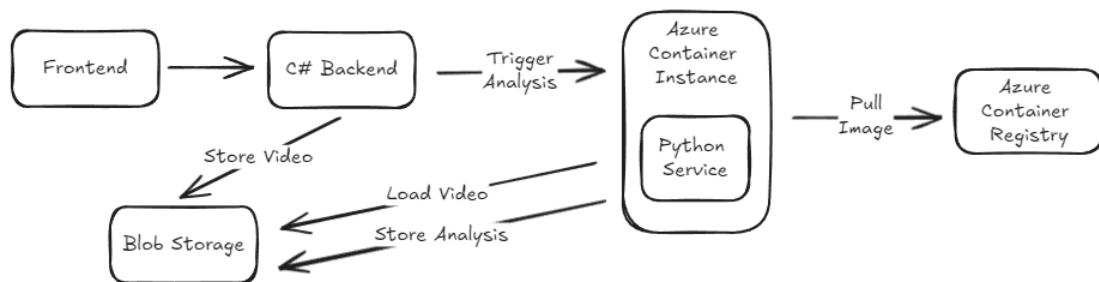 Frontend
C# Backend
Trigger
Analysis
Azure
Container
Instance
Python
Service
Pull
Image
Azure
Container
Registry
Store Video
Load Video
Store Analysis
Blob Storage